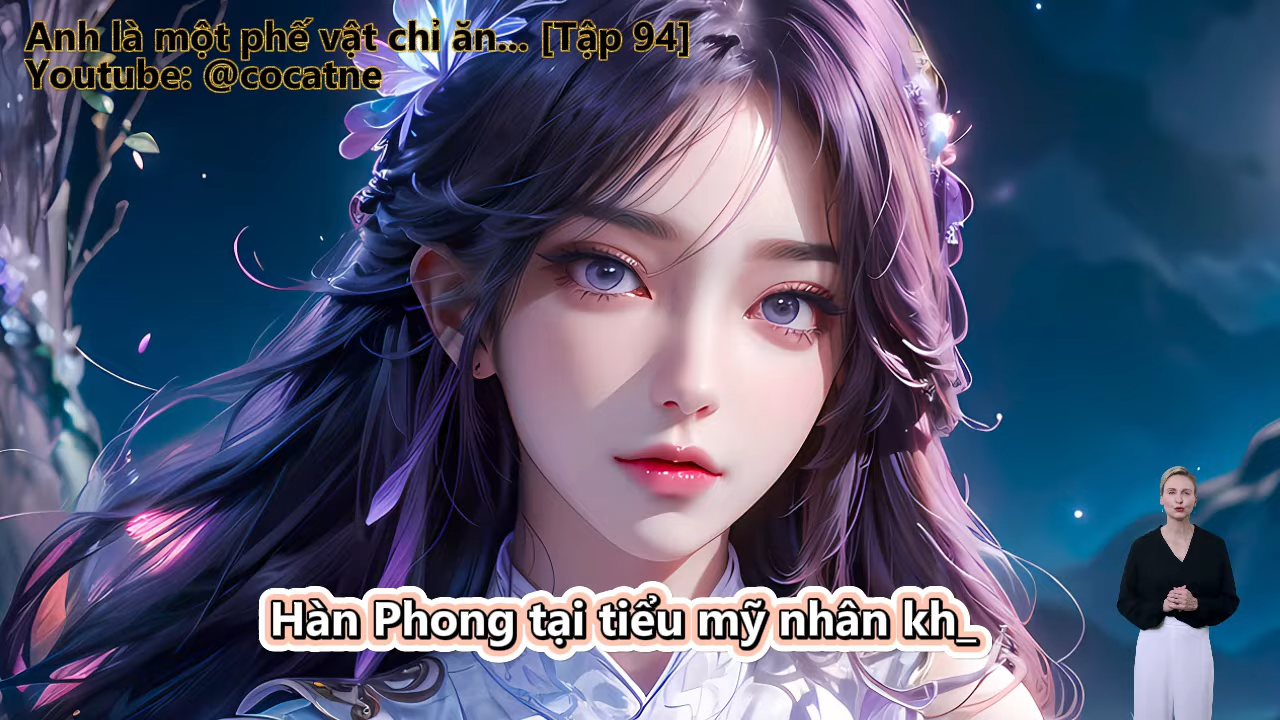 Anh là một phế vật chỉ ăn... [Tập 94]
Youtube: @cocatne
Hàn Phong tại tiểu mỹ nhân kh_